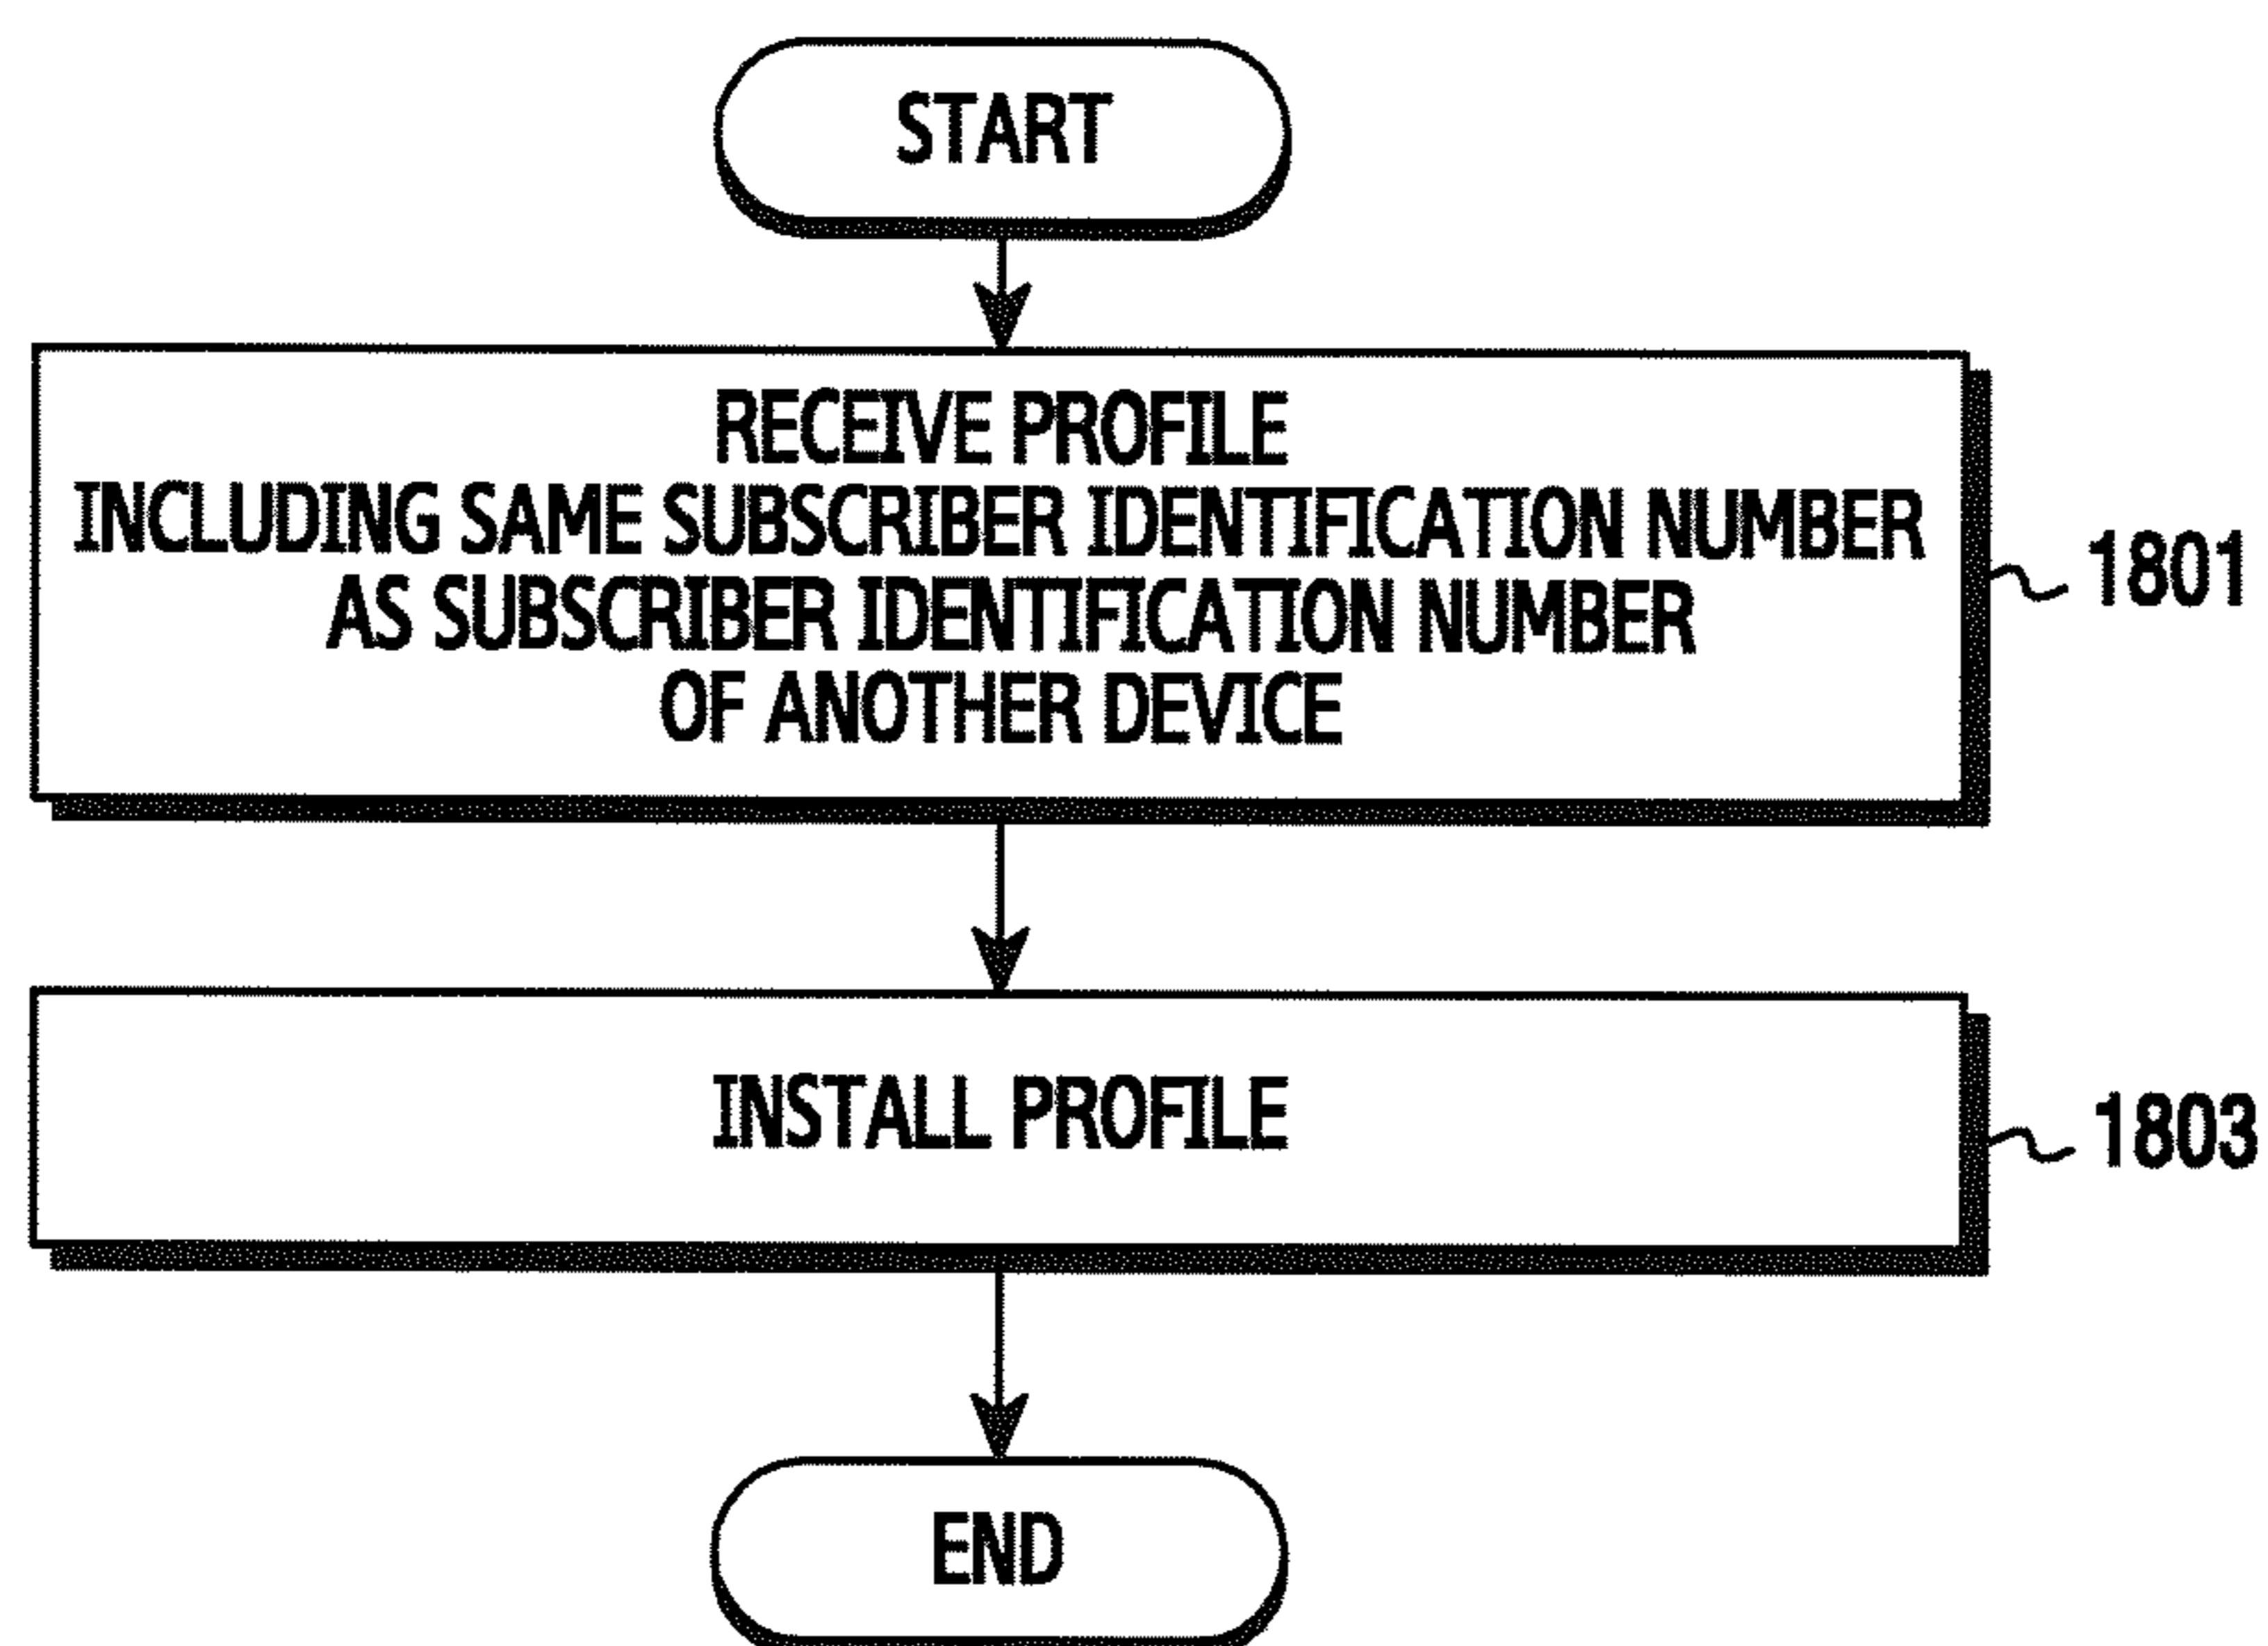 START
RECEIVE PROFILE
INCLUDING SAME SUBSCRIBER IDENTIFICATION NUMBER
AS SUBSCRIBER IDENTIFICATION NUMBER
OF ANOTHER DEVICE
1801
INSTALL PROFILE
1803
END